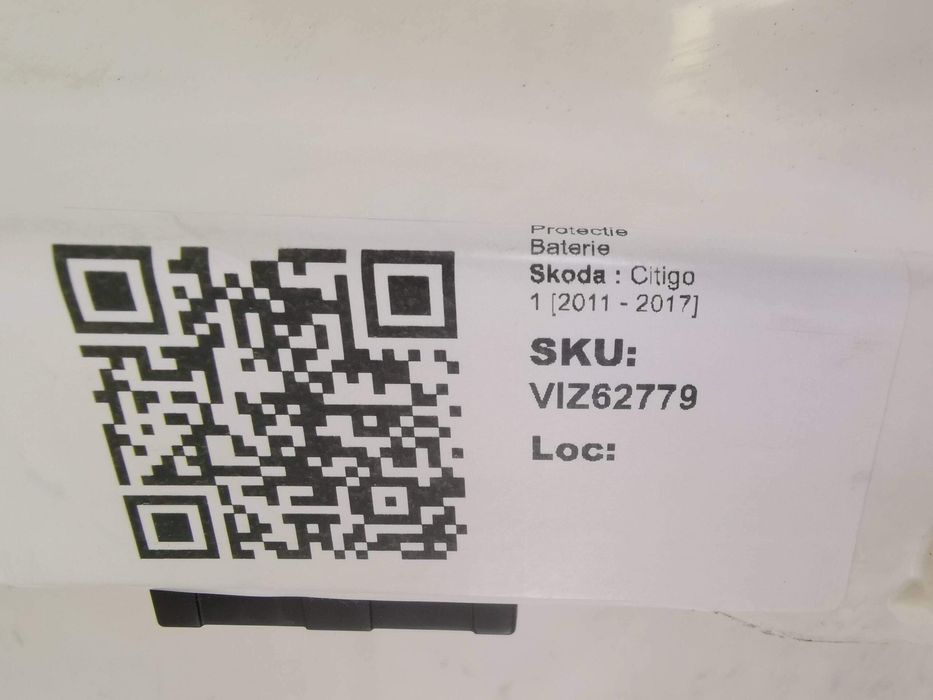 Protectie
Baterie
Skoda : Citigo
1 [2011 - 2017]
SKU:
VIZ62779
Loc: